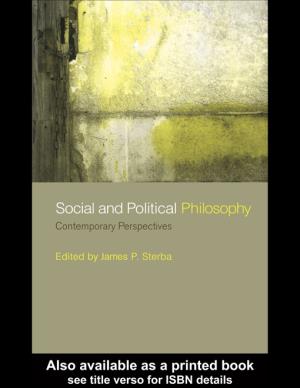 Social and Political Philosophy
Contemporary Perspectives
Edited by James P. Sterba
Also available as a printed book
see title verso for ISBN details